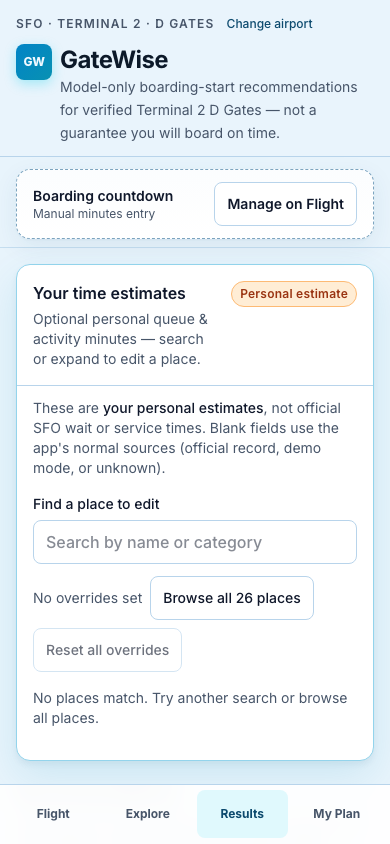 SFO · TERMINAL 2 · D GATES Change airport
GW GateWise
Model-only boarding-start recommendations
for verified Terminal 2 D Gates — not a
guarantee you will board on time.
Boarding countdown
Manual minutes entry
Manage on Flight
Your time estimates
Personal estimate
Optional personal queue &
activity minutes — search
or expand to edit a place.
These are your personal estimates, not official
SFO wait or service times. Blank fields use the
app's normal sources (official record, demo
mode, or unknown).
Find a place to edit
Search by name or category
No overrides set Browse all 26 places
Reset all overrides
No places match. Try another search or browse
all places.
Flight Explore Results My Plan